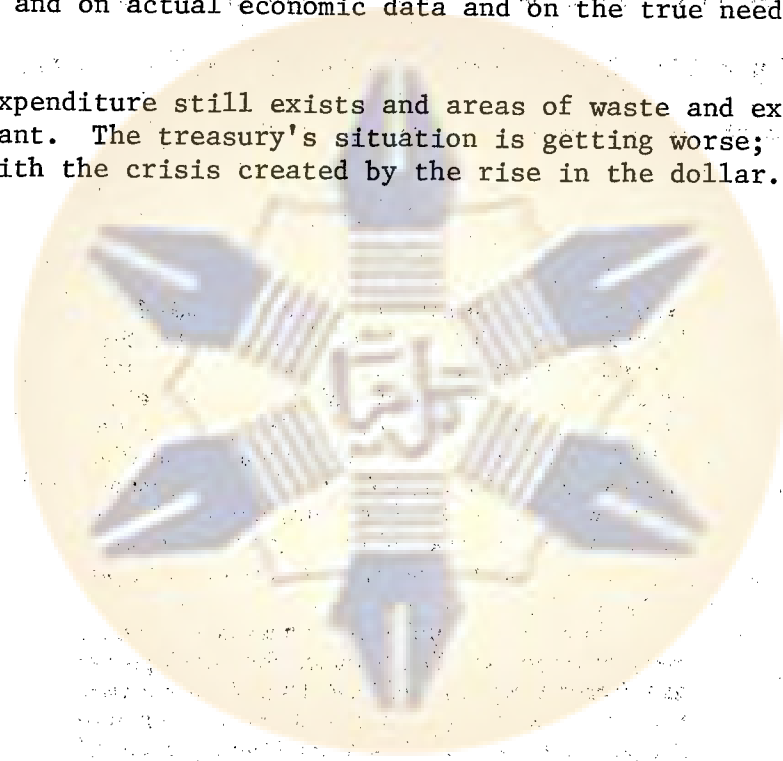 and on actual economic data and on the true need
xpenditure still exists and areas of waste and ex
ant. The treasury's situation is getting worse;
ith the crisis created by the rise in the dollar.